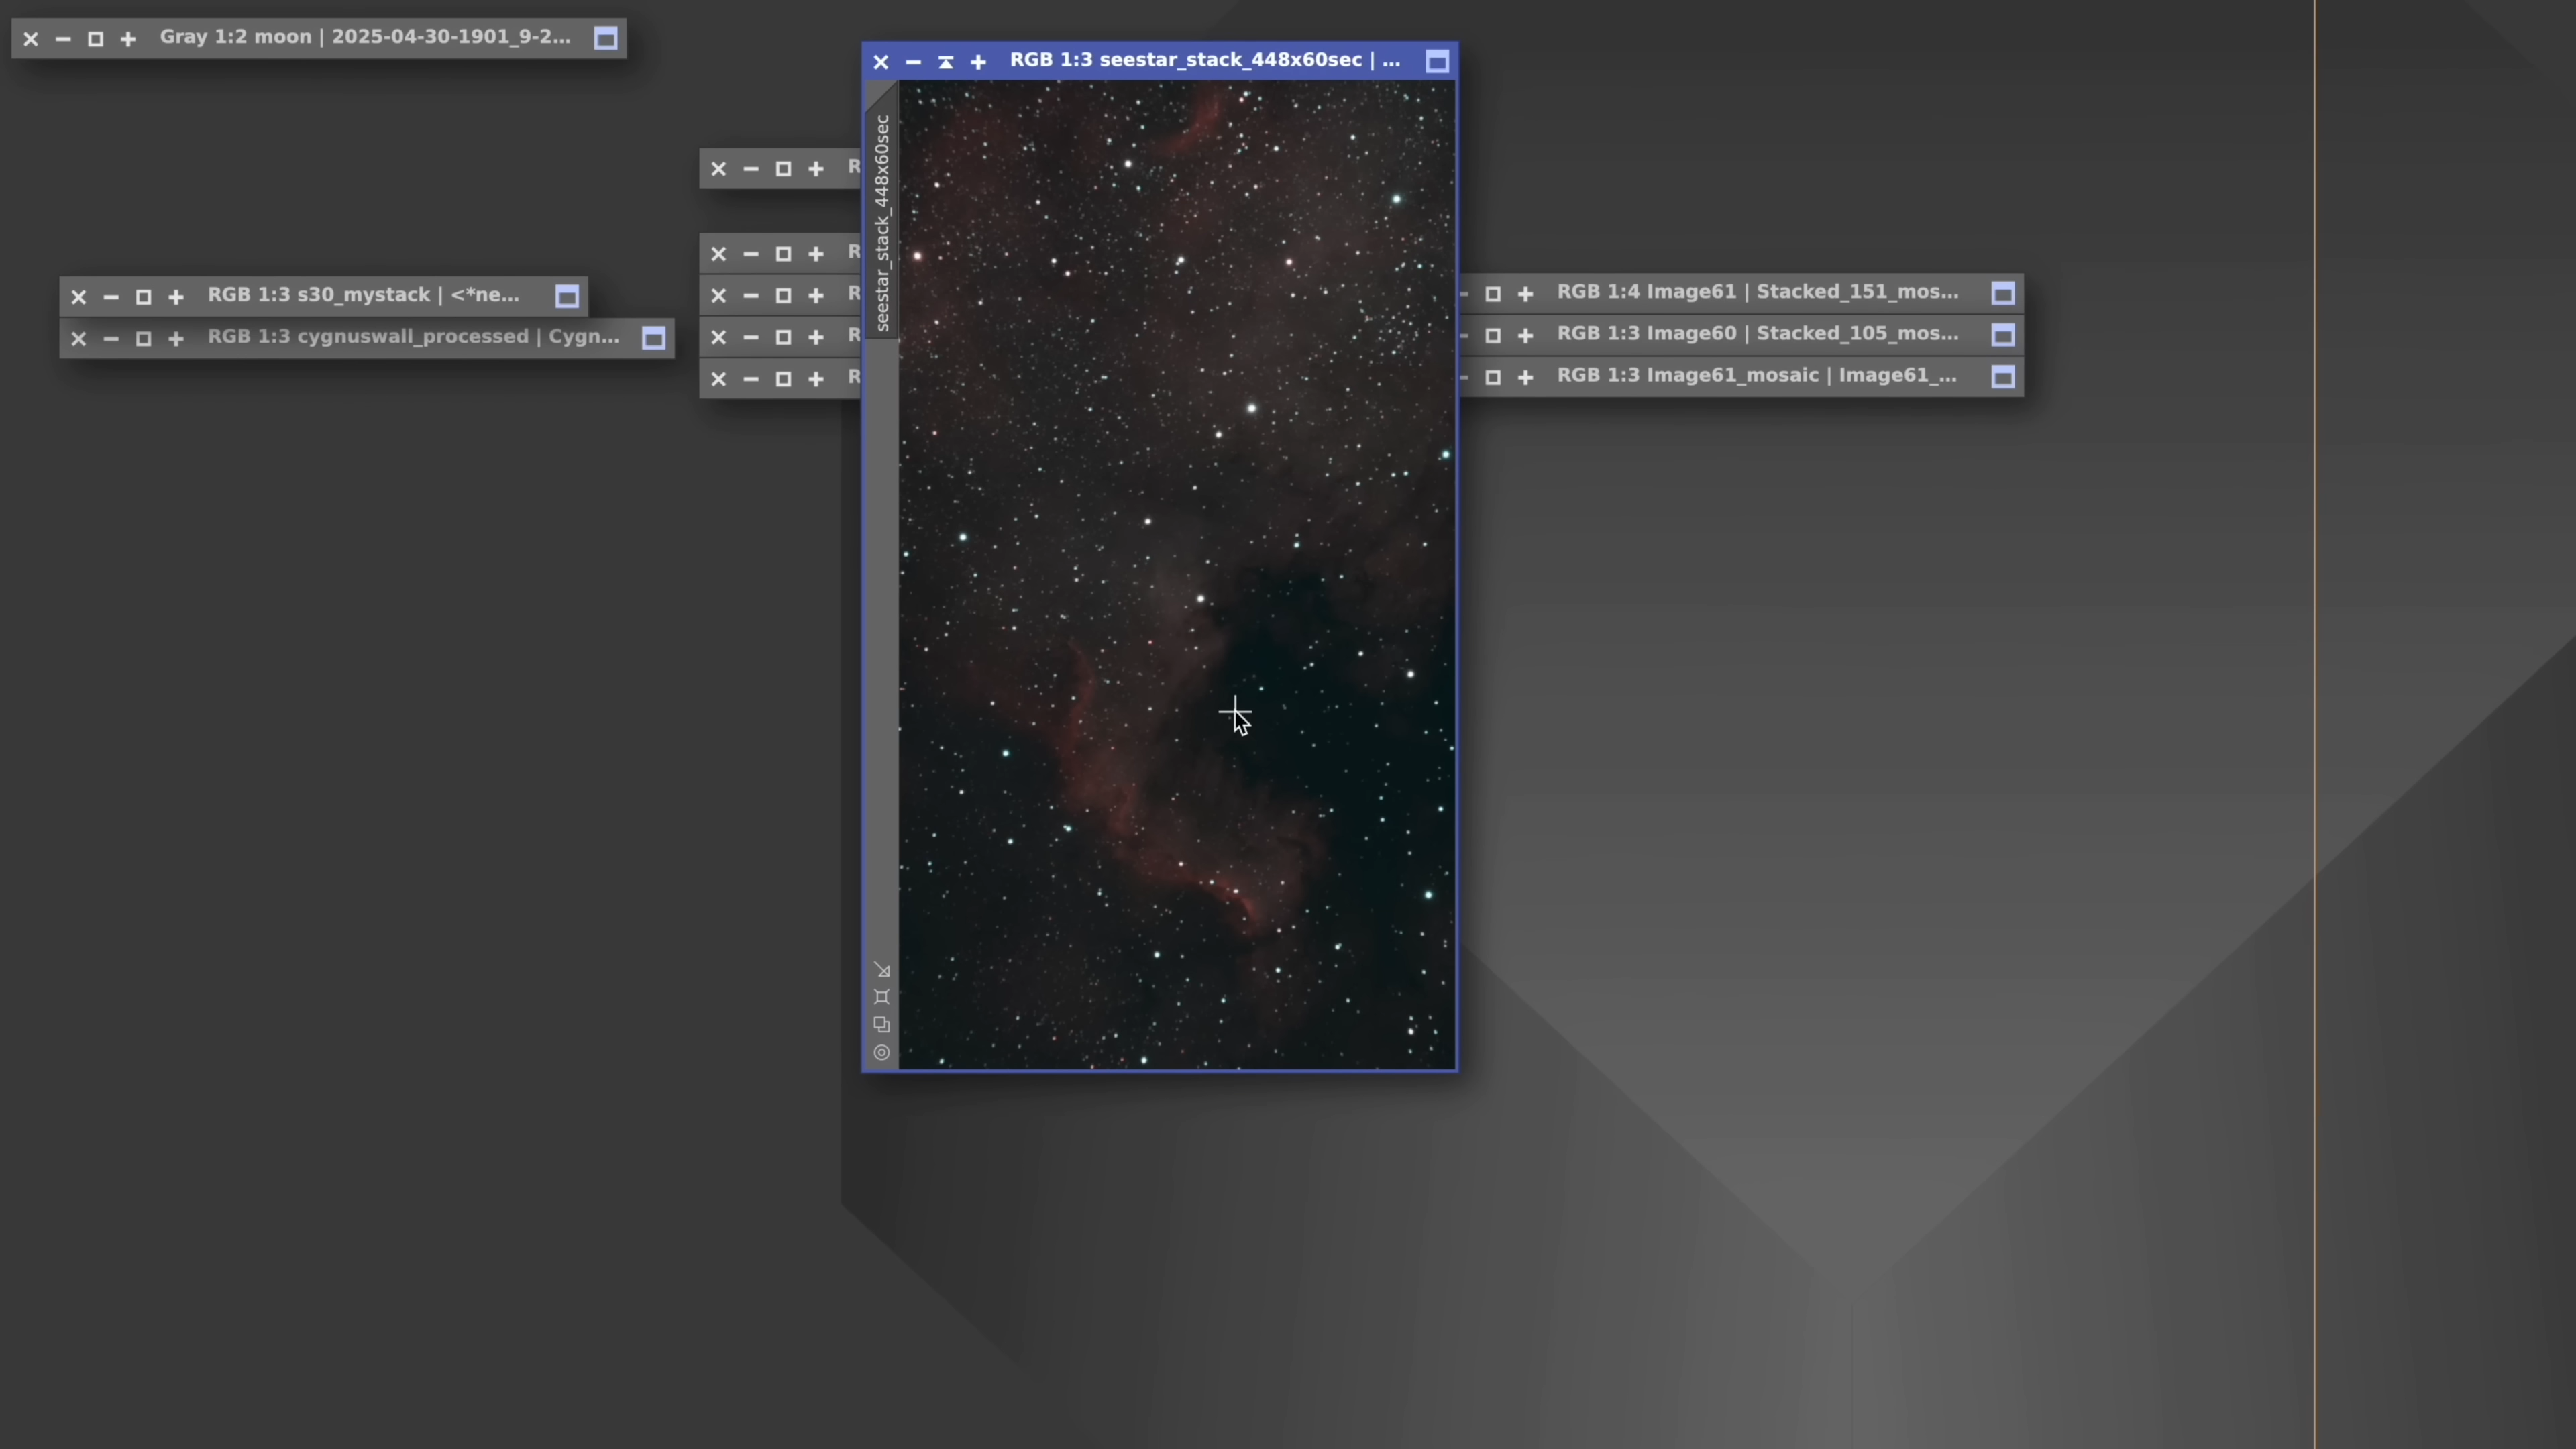 Gray 1:2 moon | 2025-04-30-1901_9-2...
RGB 1:3 seestar_stack_448x60sec | ...
seestar_stack_448x60sec
R
R
R
R
R
RGB 1:3 s30_mystack | <*ne...
RGB 1:3 cygnuswall_processed | Cygn...
RGB 1:4 Image61 | Stacked_151_mos...
RGB 1:3 Image60 | Stacked_105_mos...
RGB 1:3 Image61_mosaic | Image61_...